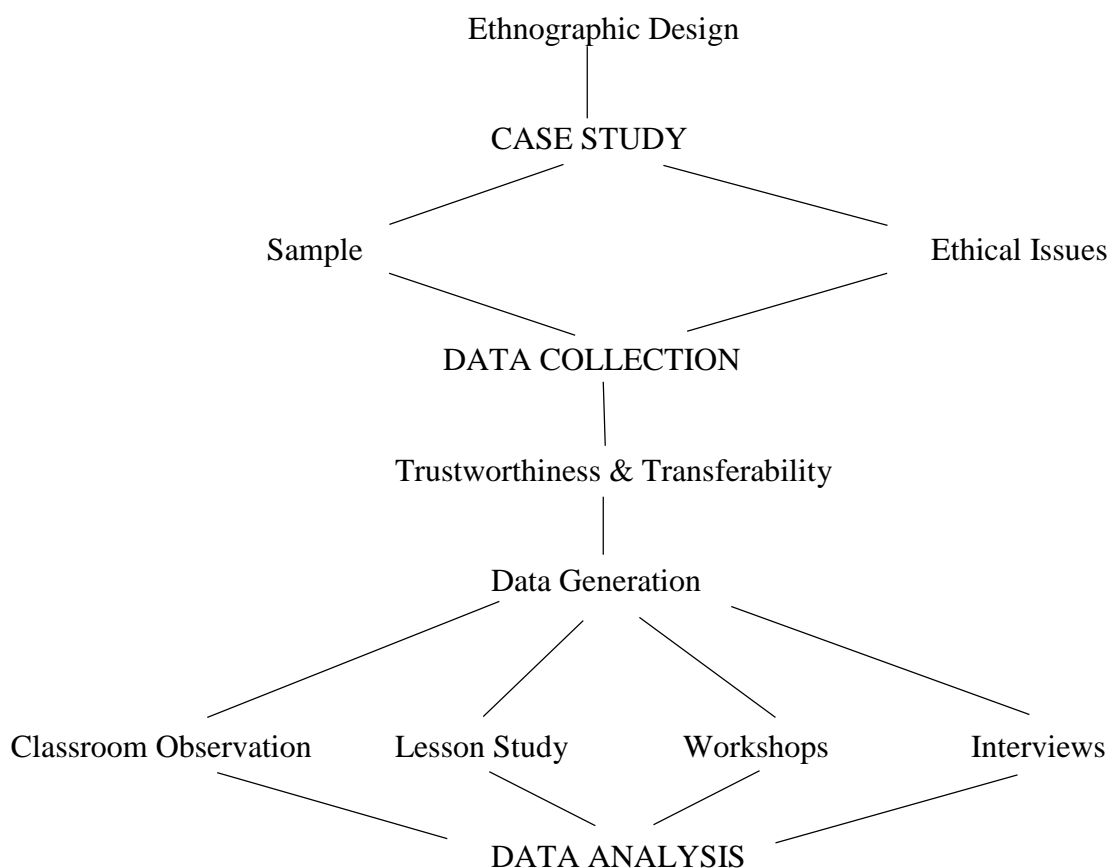 Ethnographic Design
CASE STUDY
Sample Ethical Issues
DATA COLLECTION
Trustworthiness & Transferability
Data Generation
Classroom Observation Lesson Study Workshops Interviews
DATA ANALYSIS